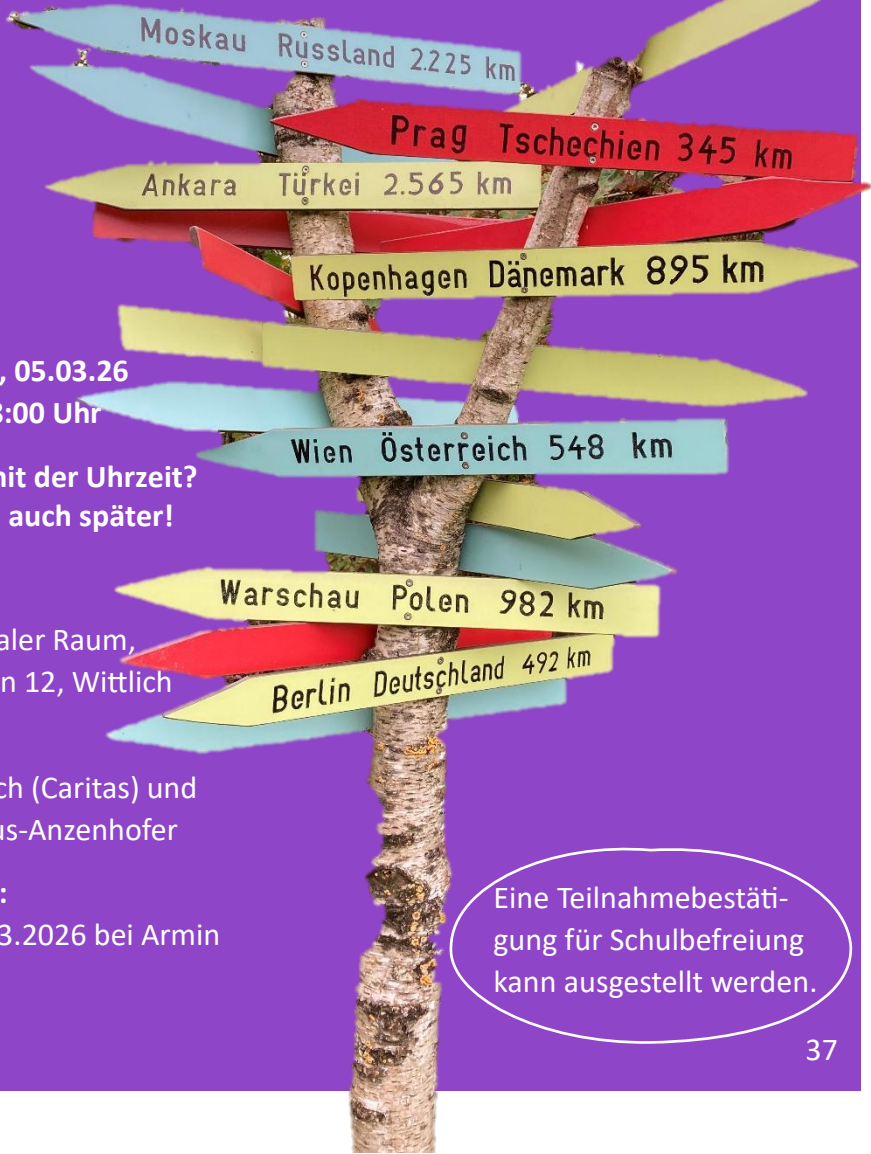 Moskau Russland 2.225 km
Prag Tschechien 345 km
Ankara Türkei 2.565 km
Kopenhagen Dänemark 895 km
, 05.03.26
:00 Uhr
Wien Österreich 548 km
nit der Uhrzeit?
auch später!
Warschau Polen 982 km
aler Raum,
n 12, Wittlich
Berlin Deutschland 492 km
ch (Caritas) und
us-Anzenhofer
:
3.2026 bei Armin
Eine Teilnahmebestäti-
gung für Schulbefreiung
kann ausgestellt werden.
37